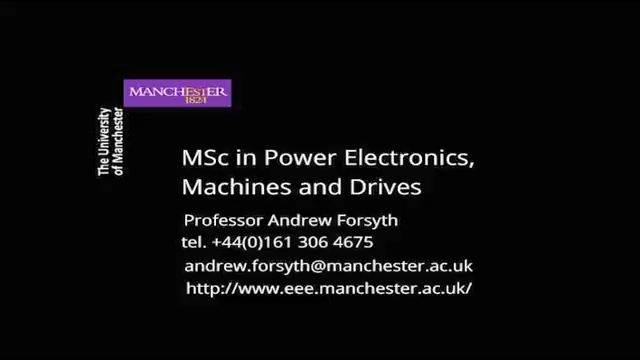 MANCHESTER
1824
The University
of Manchester
MSc in Power Electronics,
Machines and Drives
Professor Andrew Forsyth
tel. +44(0)161 306 4675
andrew.forsyth@manchester.ac.uk
http://www.eee.manchester.ac.uk/